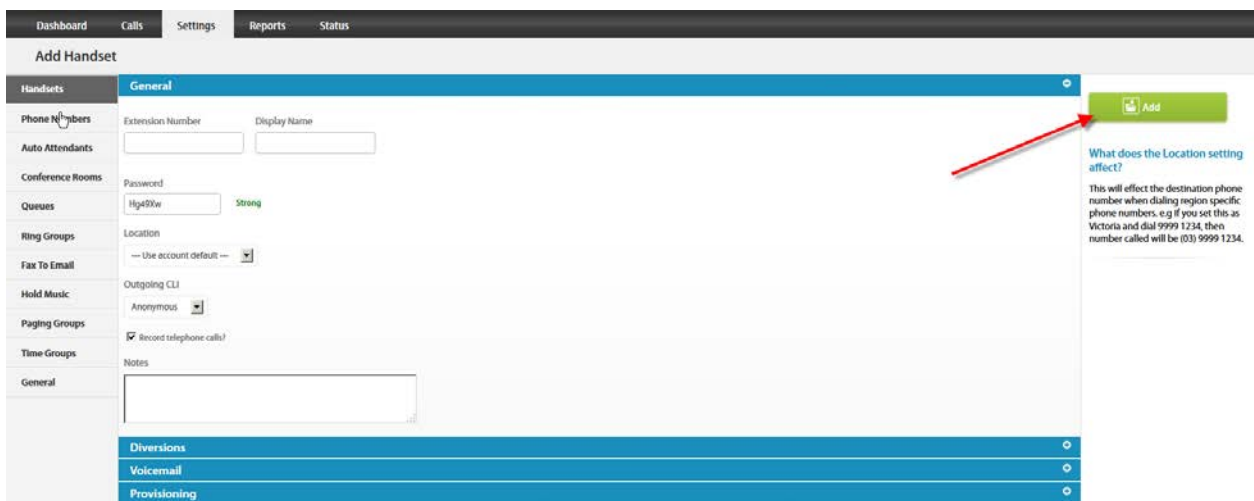 Dashboard Calls Settings Reports Status
Add Handset
Handsets
Phone Numbers
Auto Attendants
Conference Rooms
Queues
Ring Groups
Fax To Email
Hold Music
Paging Groups
Time Groups
General
General
Extension Number Display Name
Password
Hg49Xw Strong
Location
--- Use account default ---
Outgoing CLI
Anonymous
Record telephone calls?
Notes
Diversions
Voicemail
Provisioning
Add
What does the Location setting
affect?
This will effect the destination phone
number when dialing region specific
phone numbers. e.g if you set this as
Victoria and dial 9999 1234, then
number called will be (03) 9999 1234.